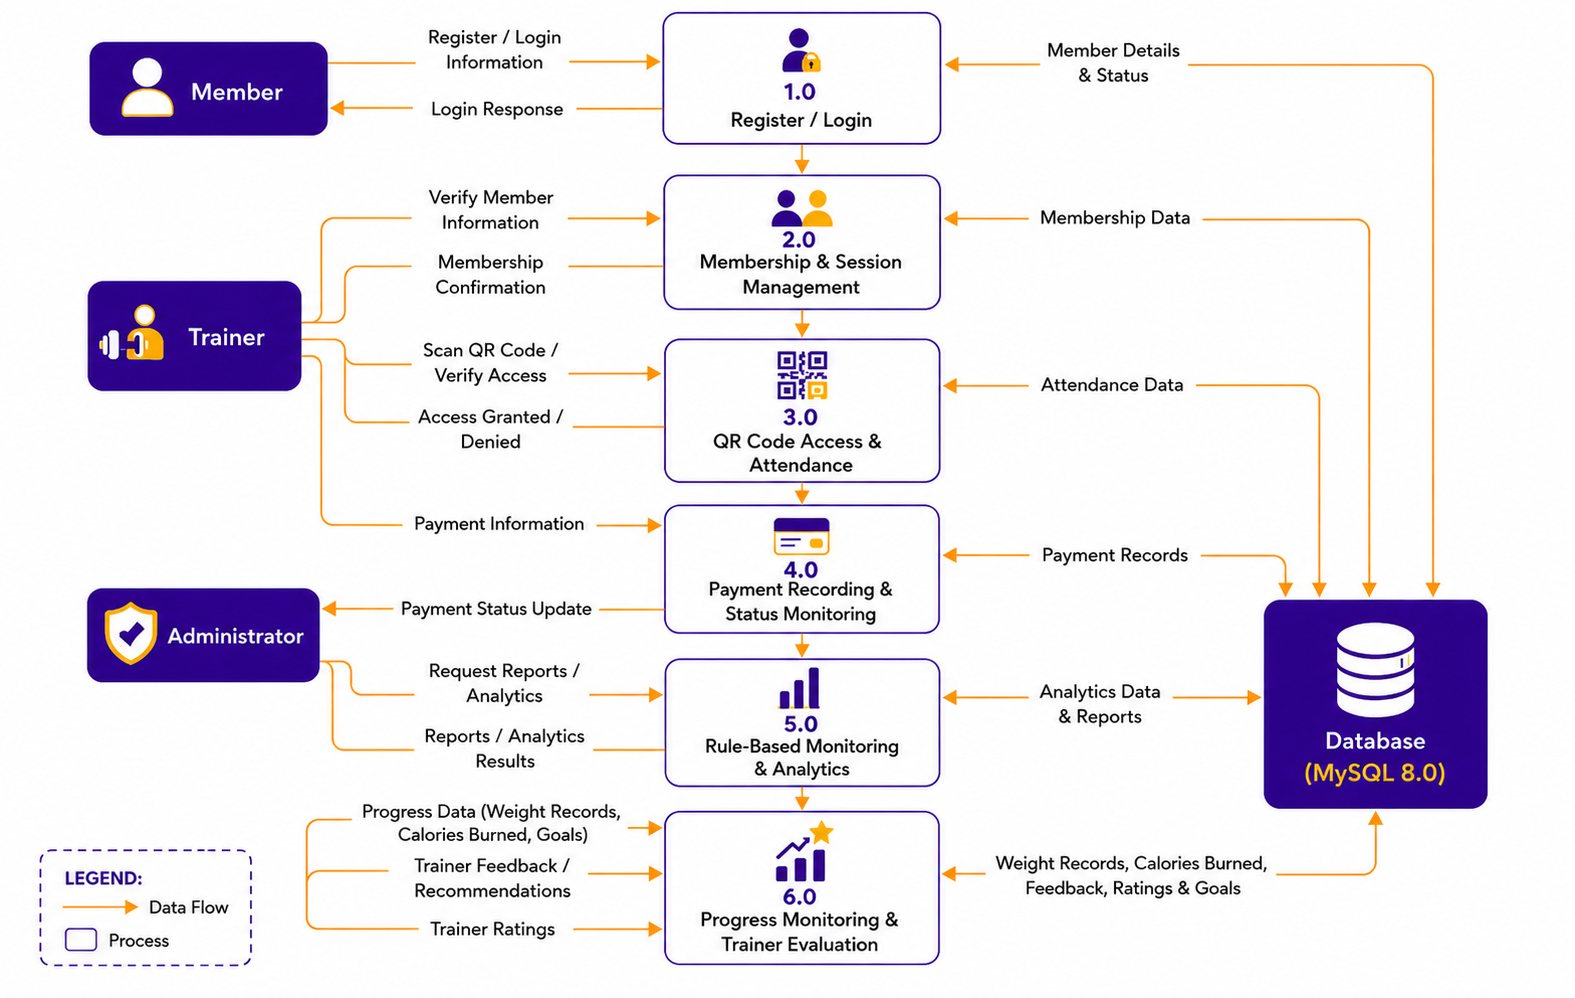 Register / Login
Information
Member
Login Response
1.0
Register / Login
Member Details
& Status
Verify Member
Information
Membership
Confirmation
2.0
Membership & Session
Management
Membership Data
Trainer
Scan QR Code /
Verify Access
Access Granted /
Denied
3.0
QR Code Access &
Attendance
Attendance Data
Payment Information
4.0
Payment Recording &
Status Monitoring
Payment Records
Payment Status Update
Administrator
Request Reports /
Analytics
Reports / Analytics
Results
5.0
Rule-Based Monitoring
& Analytics
Analytics Data
& Reports
Database
(MySQL 8.0)
Progress Data (Weight Records,
Calories Burned, Goals)
Trainer Feedback /
Recommendations
Trainer Ratings
6.0
Progress Monitoring &
Trainer Evaluation
Weight Records, Calories Burned,
Feedback, Ratings & Goals
LEGEND:
Data Flow
Process